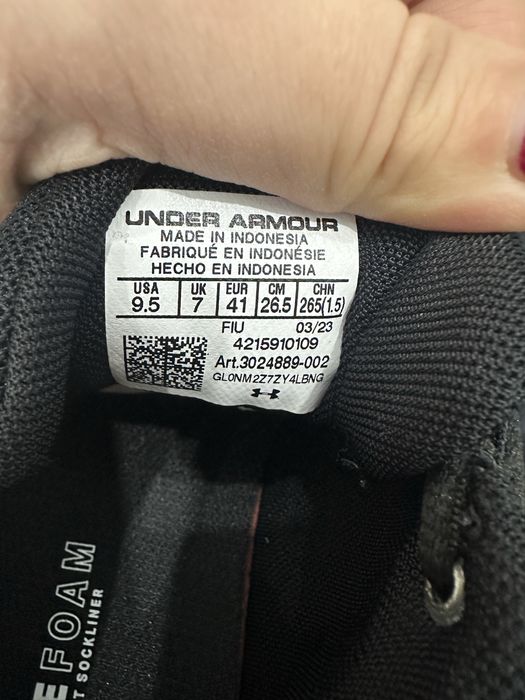 UNDER ARMOUR
MADE IN INDONESIA
FABRIQUÉ EN INDONÉSIE
HECHO EN INDONESIA
USA UK EUR CM CHN
9.5 7 41 26.5 265(1.5)
FIU 03/23
4215910109
Art.3024889-002
GL0NM2Z7ZY4LBNG
E FOAM
T SOCKLINER